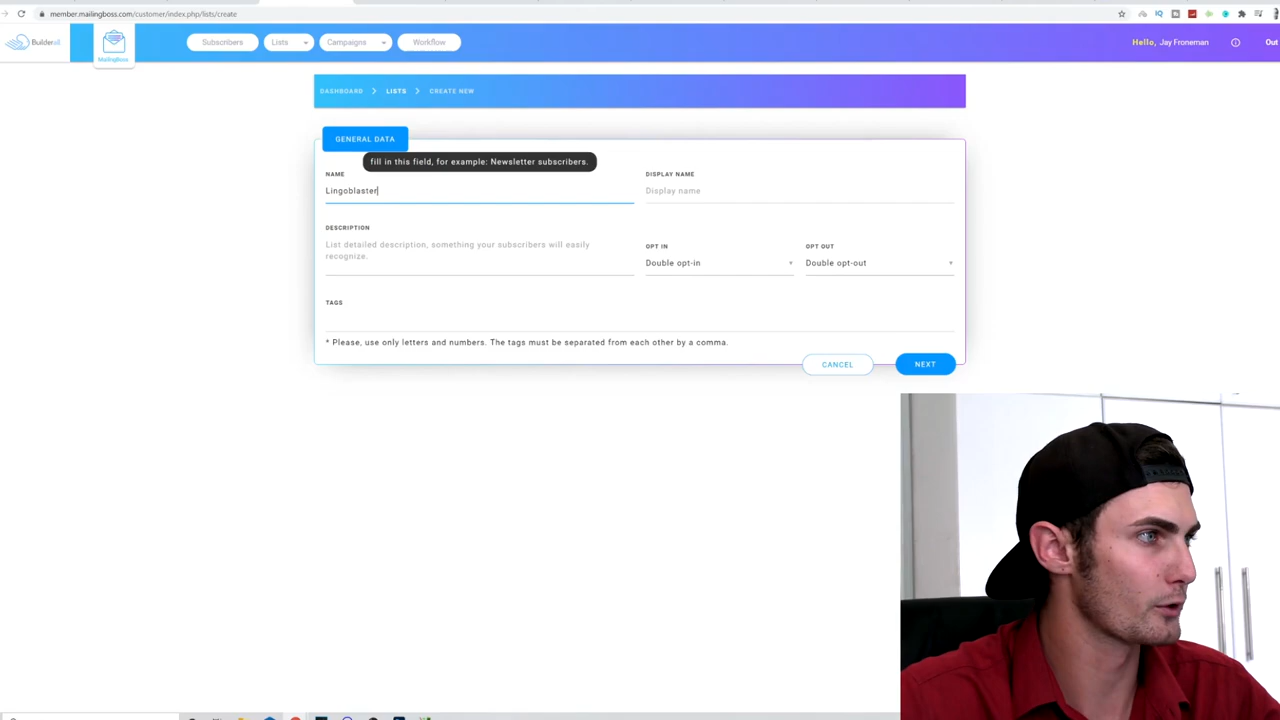 member.mailingboss.com/customer/index.php/lists/create
Builderall
MailingBoss
Subscribers Lists Campaigns Workflow
Hello, Jay Froneman
Out
DASHBOARD LISTS CREATE NEW
GENERAL DATA
fill in this field, for example: Newsletter subscribers.
NAME DISPLAY NAME
Lingoblaster Display name
DESCRIPTION
List detailed description, something your subscribers will easily
recognize.
OPT IN OPT OUT
Double opt-in Double opt-out
TAGS
* Please, use only letters and numbers. The tags must be separated from each other by a comma.
CANCEL NEXT